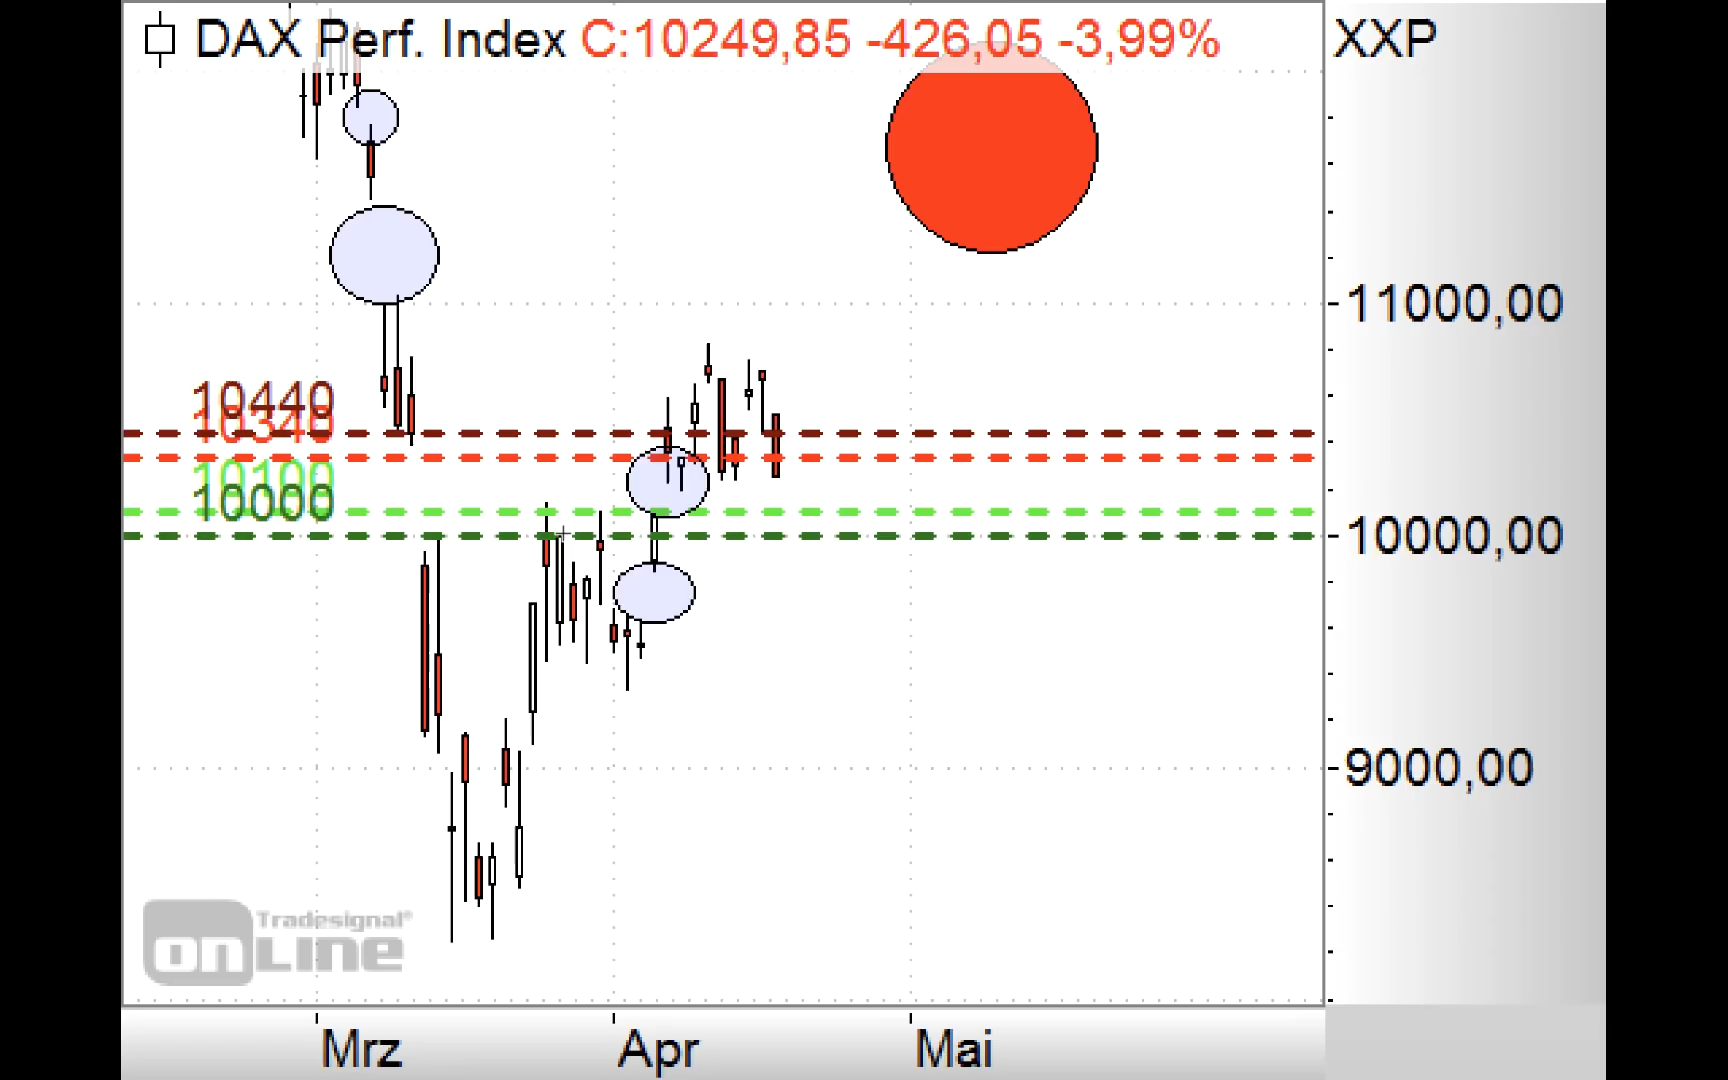 DAX Perf. Index C:10249,85 -426,05 -3,99%
XXP
11000,00
10440
10340
10100
10000
10000,00
9000,00
Tradesignal®
onLine
Mrz Apr Mai